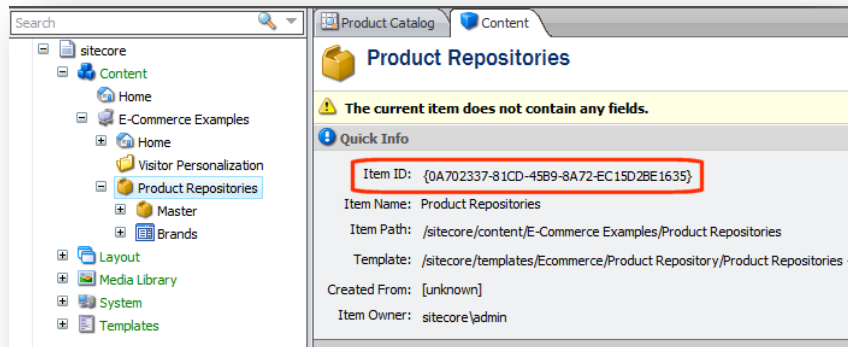 Search
sitecore
Content
Home
E-Commerce Examples
Home
Visitor Personalization
Product Repositories
Master
Brands
Layout
Media Library
System
Templates
Product Catalog
Content
Product Repositories
The current item does not contain any fields.
Quick Info
Item ID: {0A702337-81CD-45B9-8A72-EC15D2BE1635}
Item Name: Product Repositories
Item Path: /sitecore/content/E-Commerce Examples/Product Repositories
Template: /sitecore/templates/Ecommerce/Product Repository/Product Repositories -
Created From: [unknown]
Item Owner: sitecore\admin